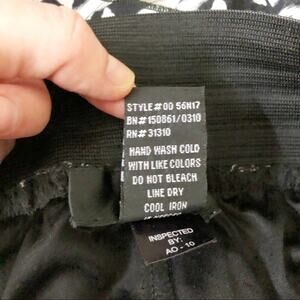 STYLE#00 56N17
BN#150861/0310
RN#31310
HAND WASH COLD
WITH LIKE COLORS
DO NOT BLEACH
LINE DRY
COOL IRON
INSPECTED
BY:
AO - 10